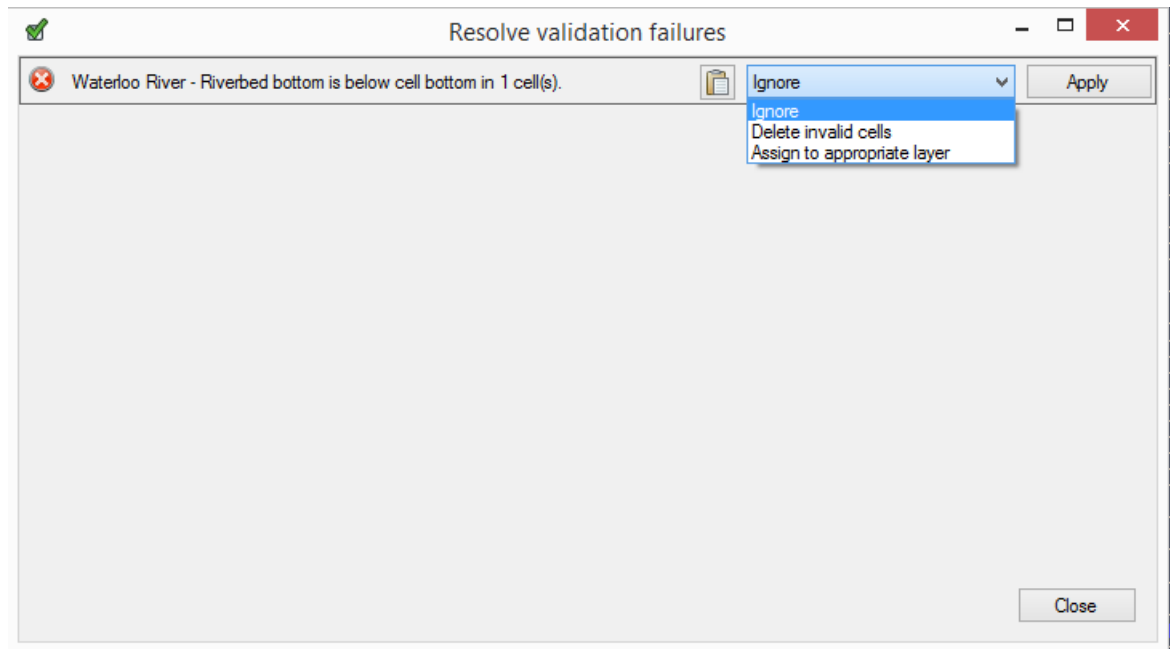 Resolve validation failures
Waterloo River - Riverbed bottom is below cell bottom in 1 cell(s).
Ignore
Apply
Ignore
Delete invalid cells
Assign to appropriate layer
Close